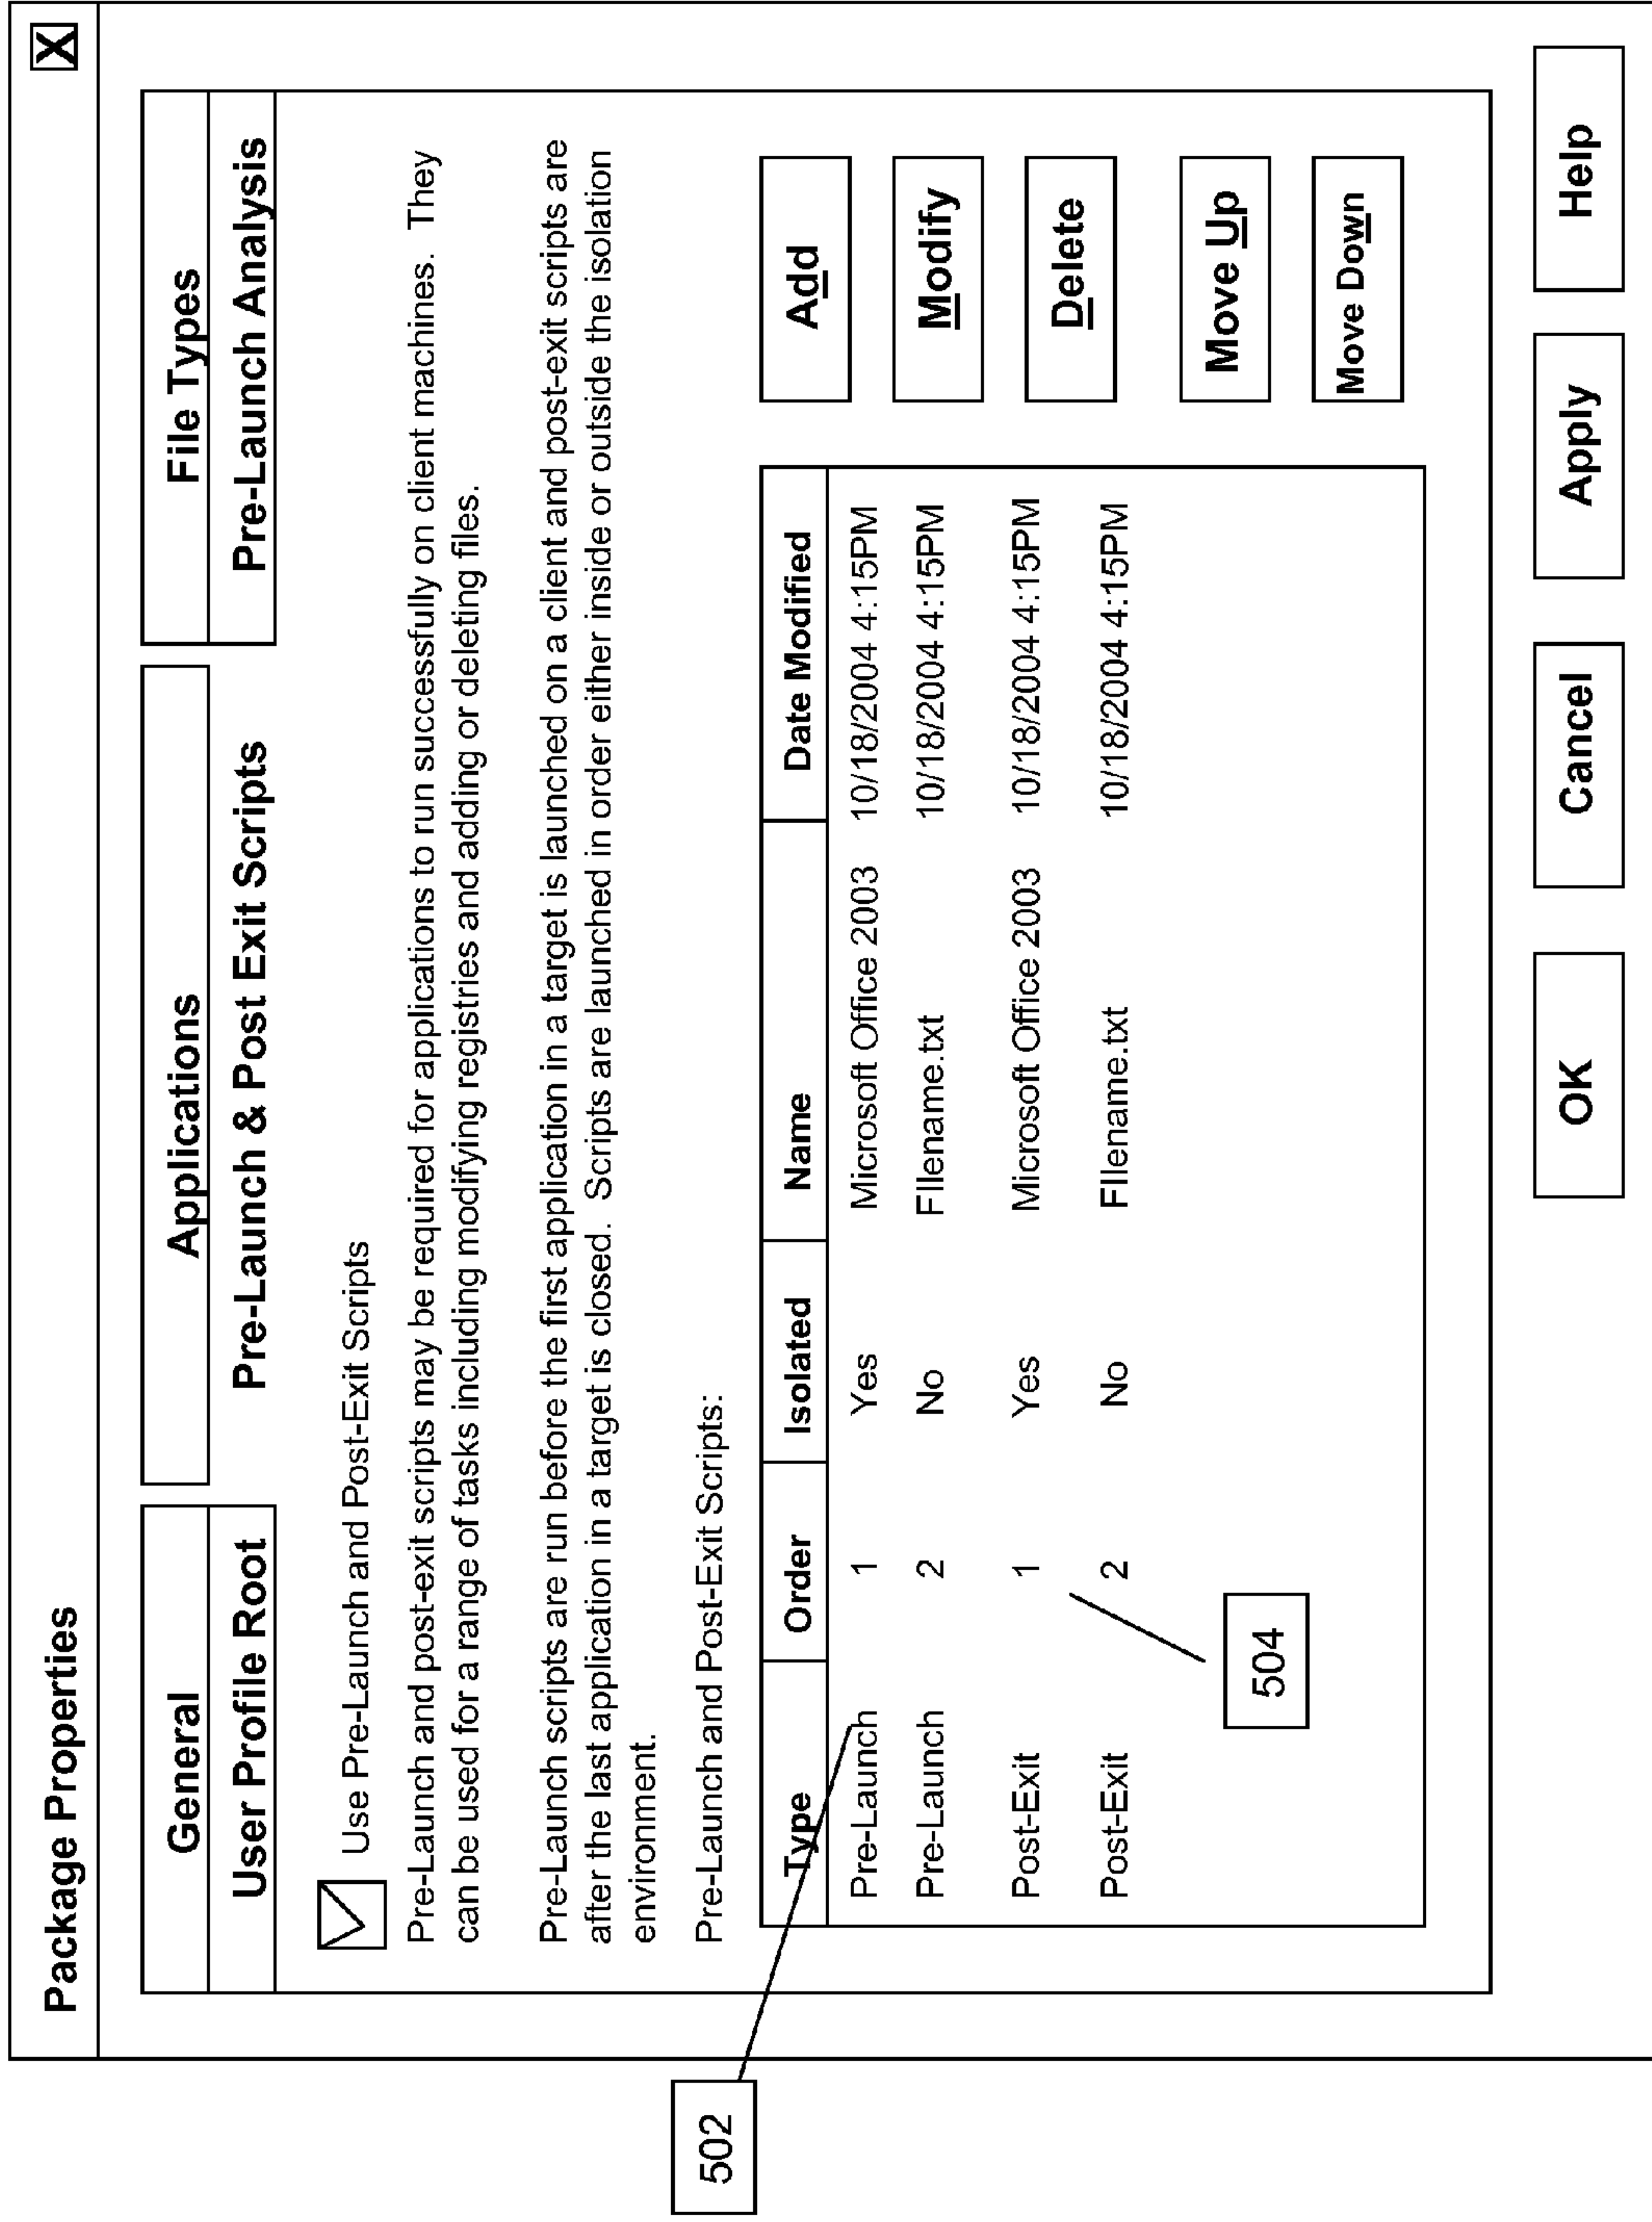 Package Properties
X
General
Applications
File Types
User Profile Root
Pre-Launch & Post Exit Scripts
Pre-Launch Analysis
Use Pre-Launch and Post-Exit Scripts
Pre-Launch and post-exit scripts may be required for applications to run successfully on client machines. They
can be used for a range of tasks including modifying registries and adding or deleting files.
Pre-Launch scripts are run before the first application in a target is launched on a client and post-exit scripts are
after the last application in a target is closed. Scripts are launched in order either inside or outside the isolation
environment.
Pre-Launch and Post-Exit Scripts:
Type Order Isolated Name Date Modified
Pre-Launch 1 Yes Microsoft Office 2003 10/18/2004 4:15PM
Pre-Launch 2 No FIlename.txt 10/18/2004 4:15PM
Post-Exit 1 Yes Microsoft Office 2003 10/18/2004 4:15PM
Post-Exit 2 No FIlename.txt 10/18/2004 4:15PM
Add
Modify
Delete
Move Up
Move Down
502
504
OK
Cancel
Apply
Help